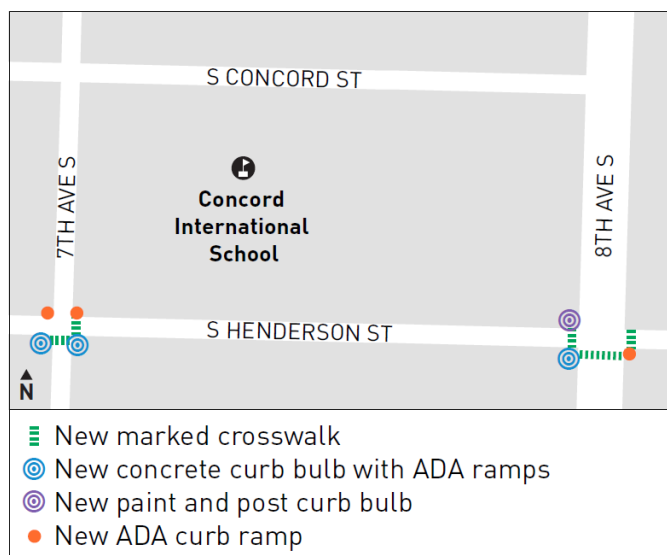 S CONCORD ST
7TH AVE S
Concord
International
School
8TH AVE S
S HENDERSON ST
N
New marked crosswalk
New concrete curb bulb with ADA ramps
New paint and post curb bulb
New ADA curb ramp